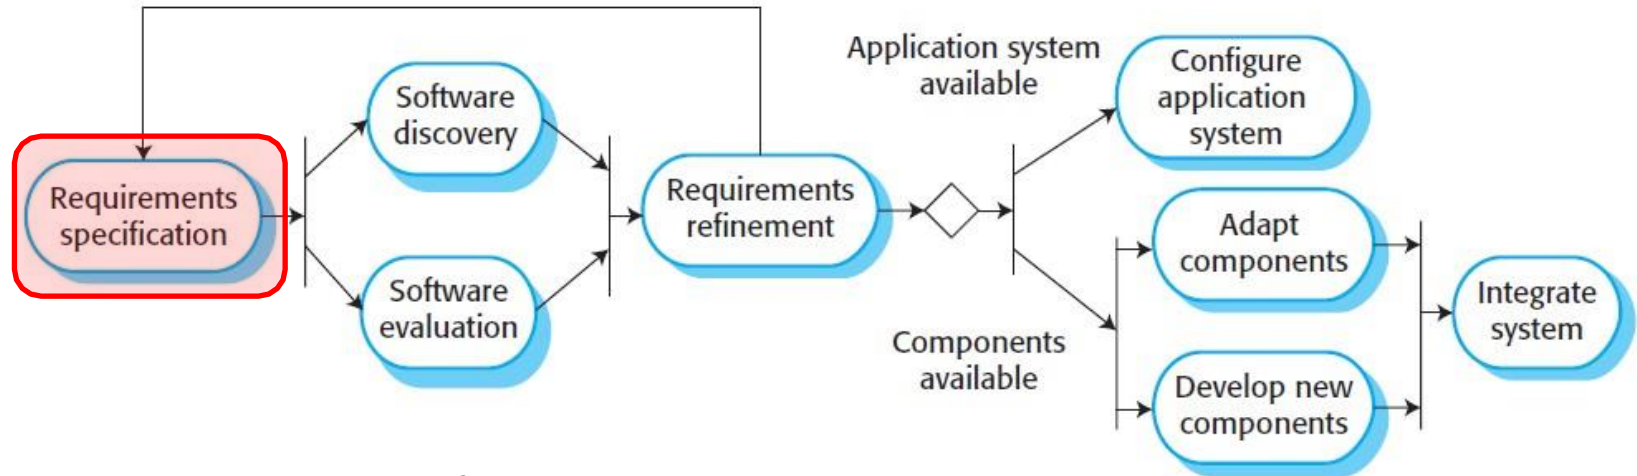 Requirements
specification
Software
discovery
Software
evaluation
Requirements
refinement
Application system
available
Configure
application
system
Components
available
Adapt
components
Develop new
components
Integrate
system